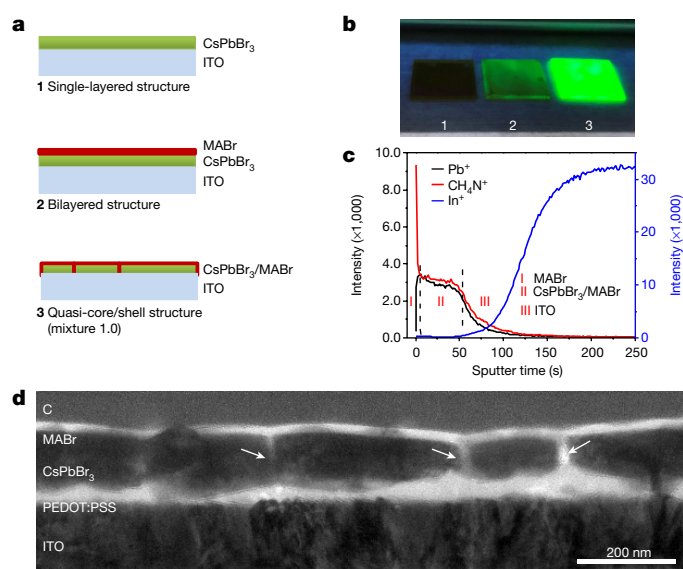 a
CsPbBr₃
ITO
1 Single-layered structure
MABr
CsPbBr₃
ITO
2 Bilayered structure
CsPbBr₃/MABr
ITO
3 Quasi-core/shell structure
(mixture 1.0)
b
1 2 3
c
Intensity (×1,000)
10.0
8.0
6.0
4.0
2.0
0.0
Pb⁺
CH₄N⁺
In⁺
I II III
I MABr
II CsPbBr₃/MABr
III ITO
30
20
10
0
Intensity (×1,000)
0 50 100 150 200 250
Sputter time (s)
d
C
MABr
CsPbBr₃
PEDOT:PSS
ITO
200 nm